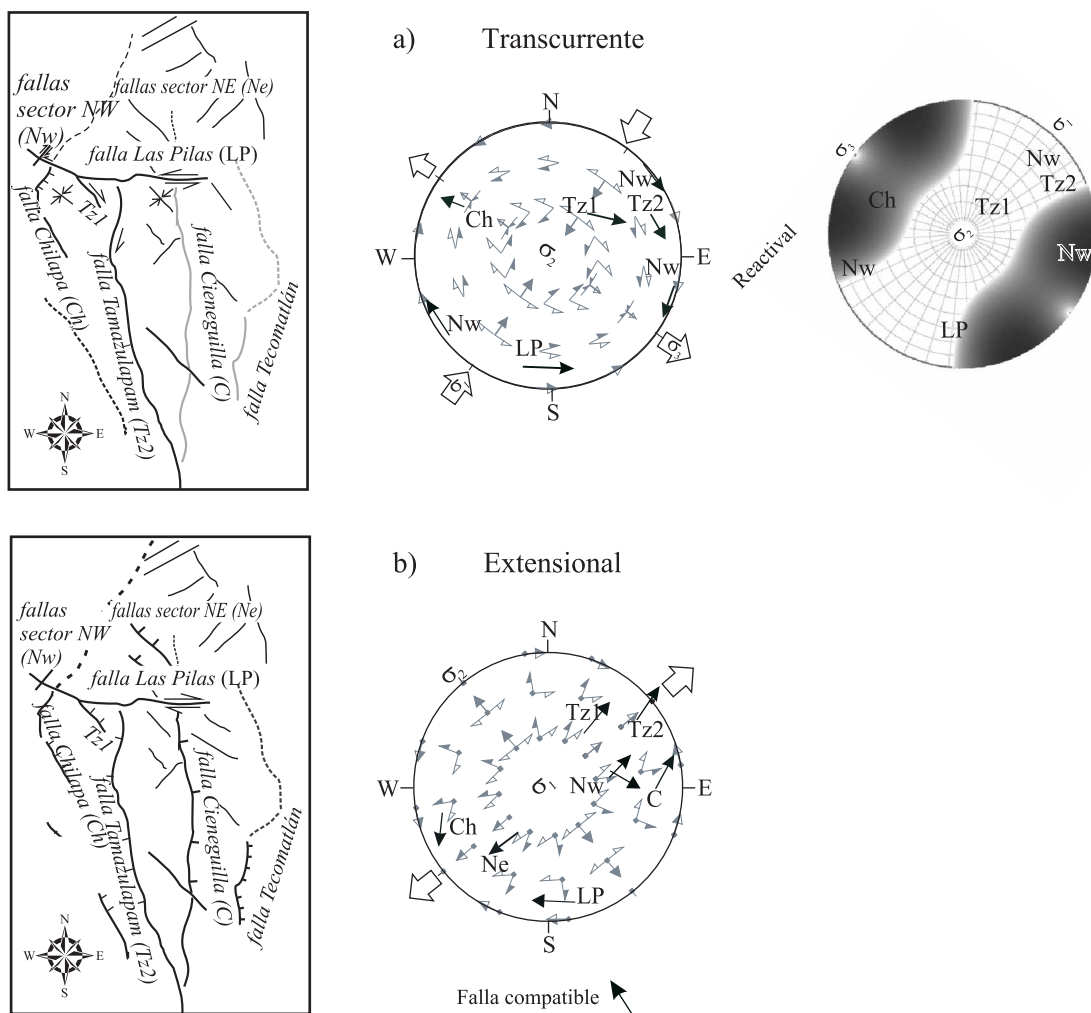 a) Transcurrente
fallas
sector NW
(Nw)
fallas sector NE (Ne)
falla Las Pilas (LP)
falla Chilapa (Ch)
Tz1
falla Tamazulapam (Tz2)
falla Cieneguilla (C)
falla Tecomatlán
N
W
E
S
N
Nw
Tz1
Tz2
Ch
σ2
W
Nw
E
Nw
LP
σ1
σ3
S
Reactival
σ3
σ1
Nw
Tz2
Ch
Tz1
σ2
Nw
Nw
LP
b) Extensional
fallas
sector NW
(Nw)
fallas sector NE (Ne)
falla Las Pilas (LP)
falla Chilapa (Ch)
Tz1
falla Tamazulapam (Tz2)
falla Cieneguilla (C)
falla Tecomatlán
N
W
E
S
N
σ2
Tz1
Tz2
W
σ1
Nw
C
E
Ch
Ne
LP
S
Falla compatible